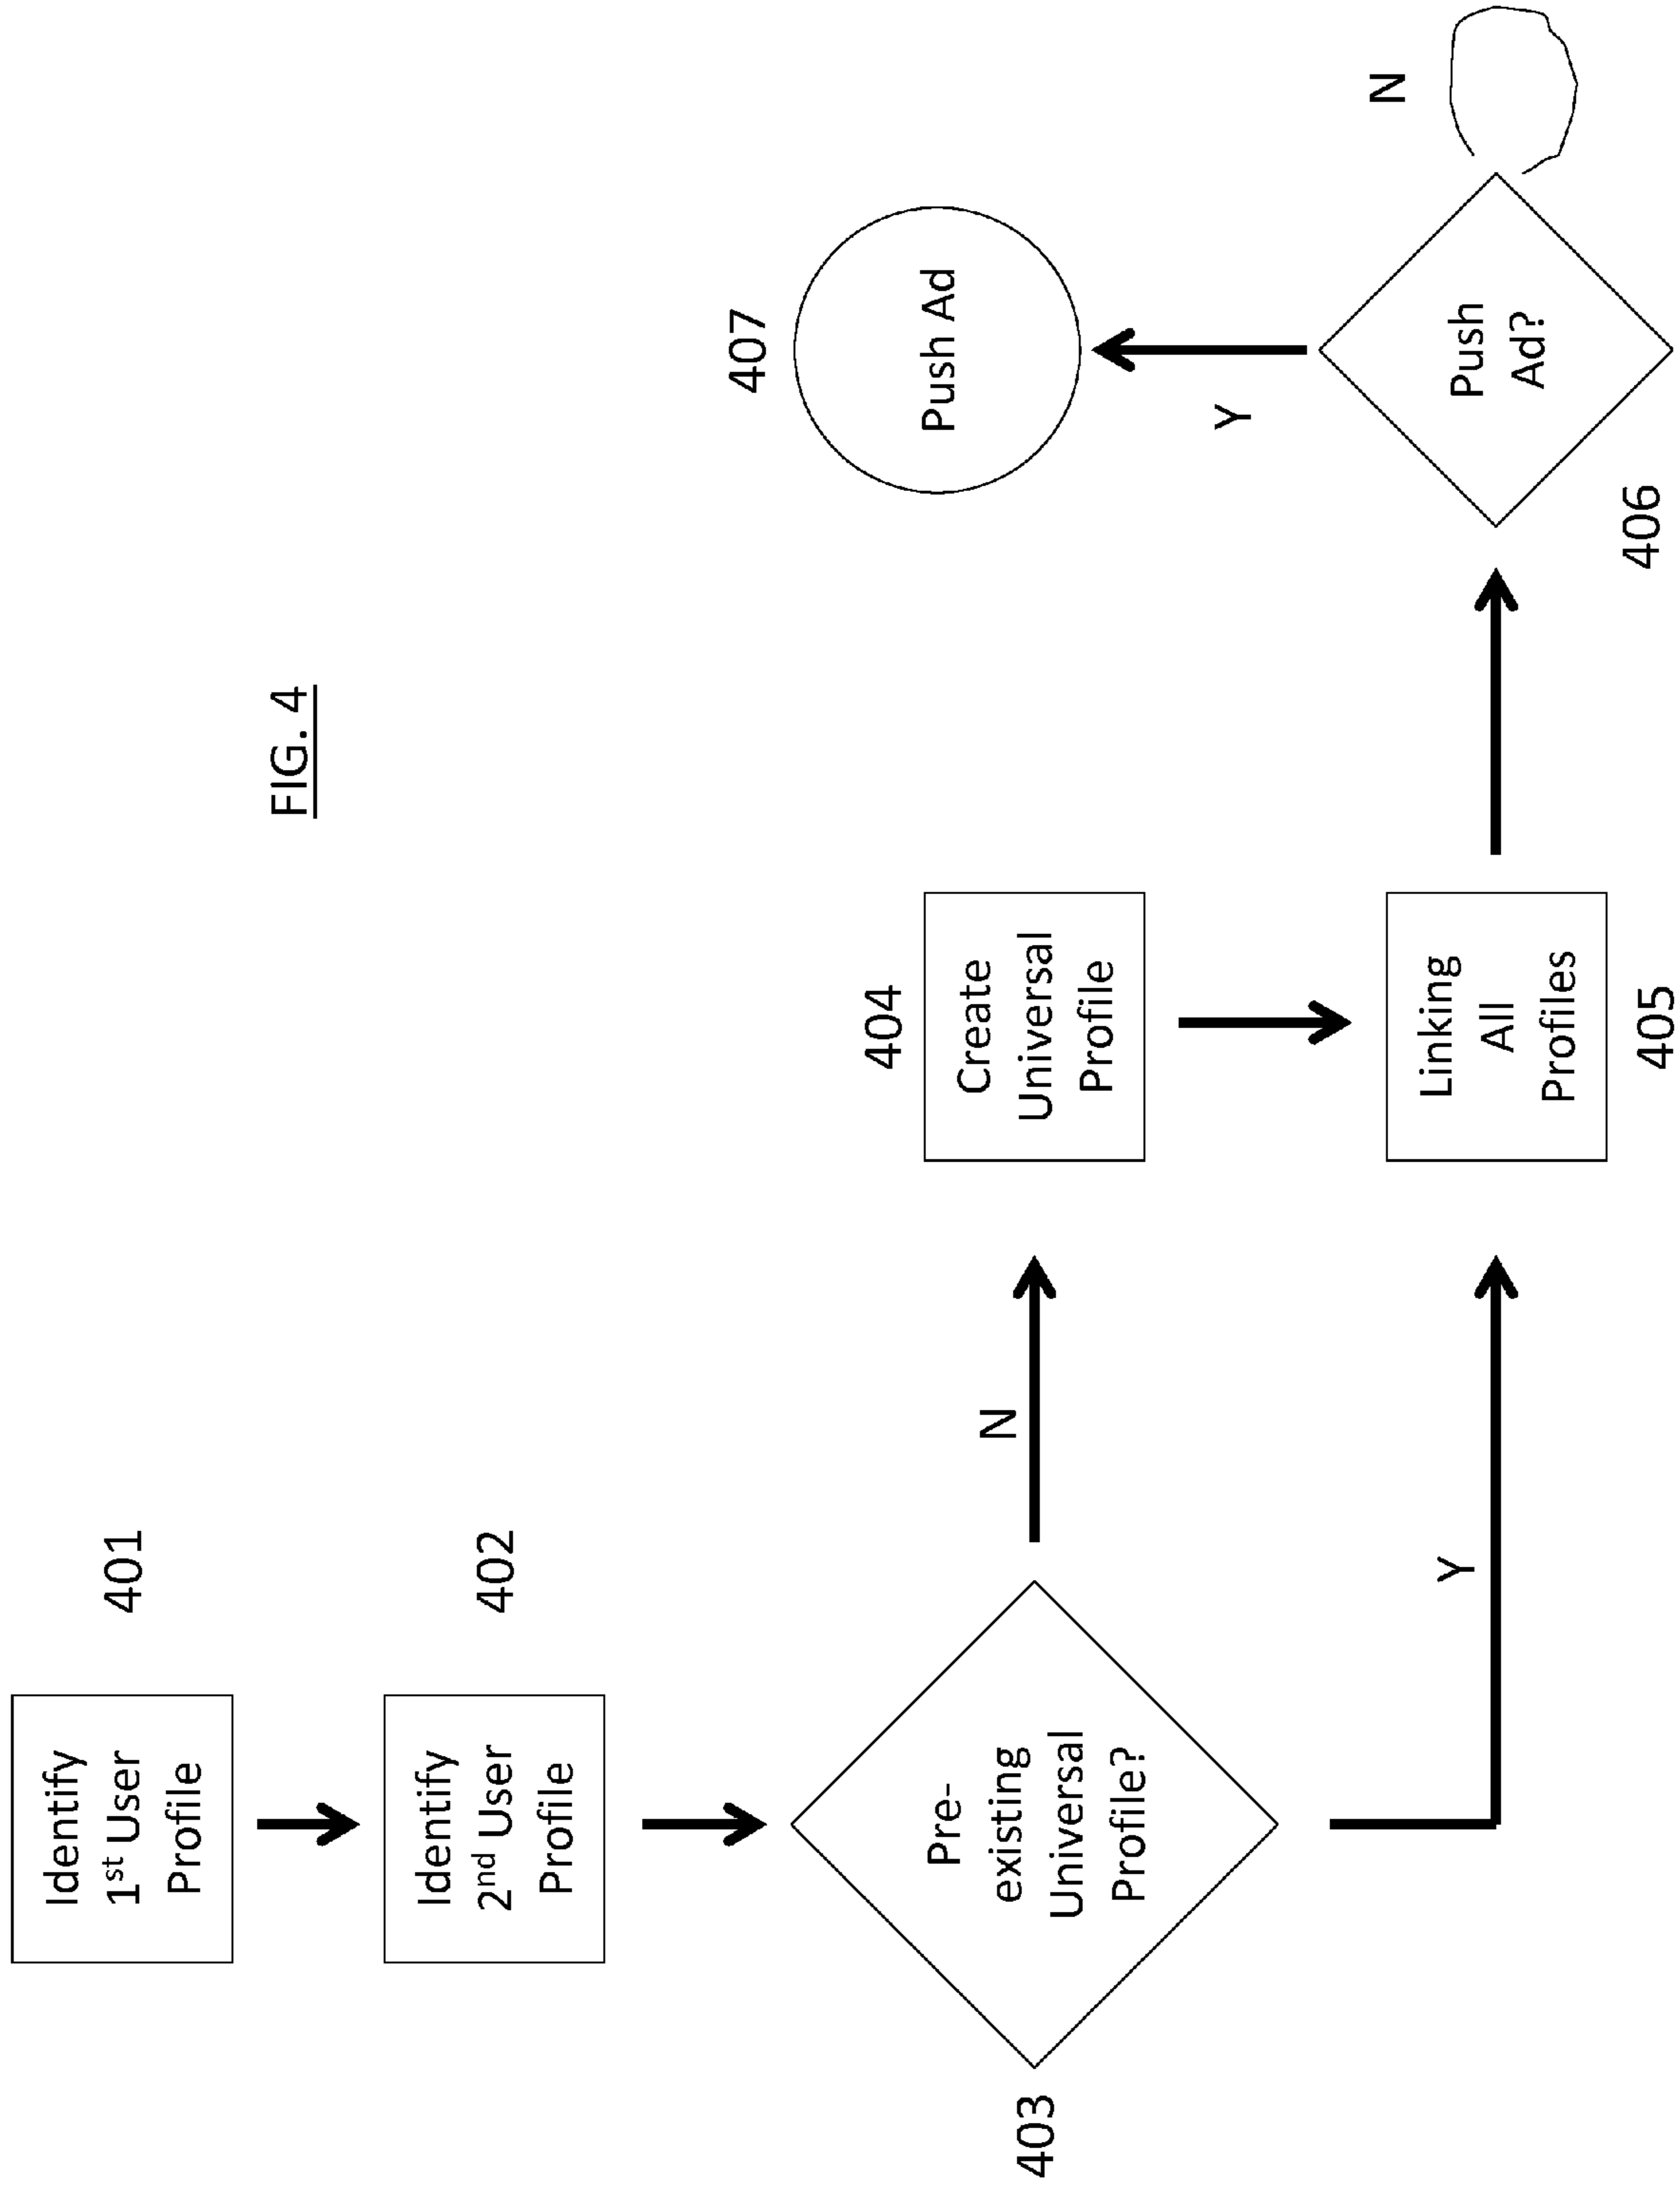 FIG. 4
Identify
1st User
Profile
401
Identify
2nd User
Profile
402
403
Pre-
existing
Universal
Profile?
N
Y
404
Create
Universal
Profile
Linking
All
Profiles
405
406
Push
Ad?
Y
N
407
Push Ad